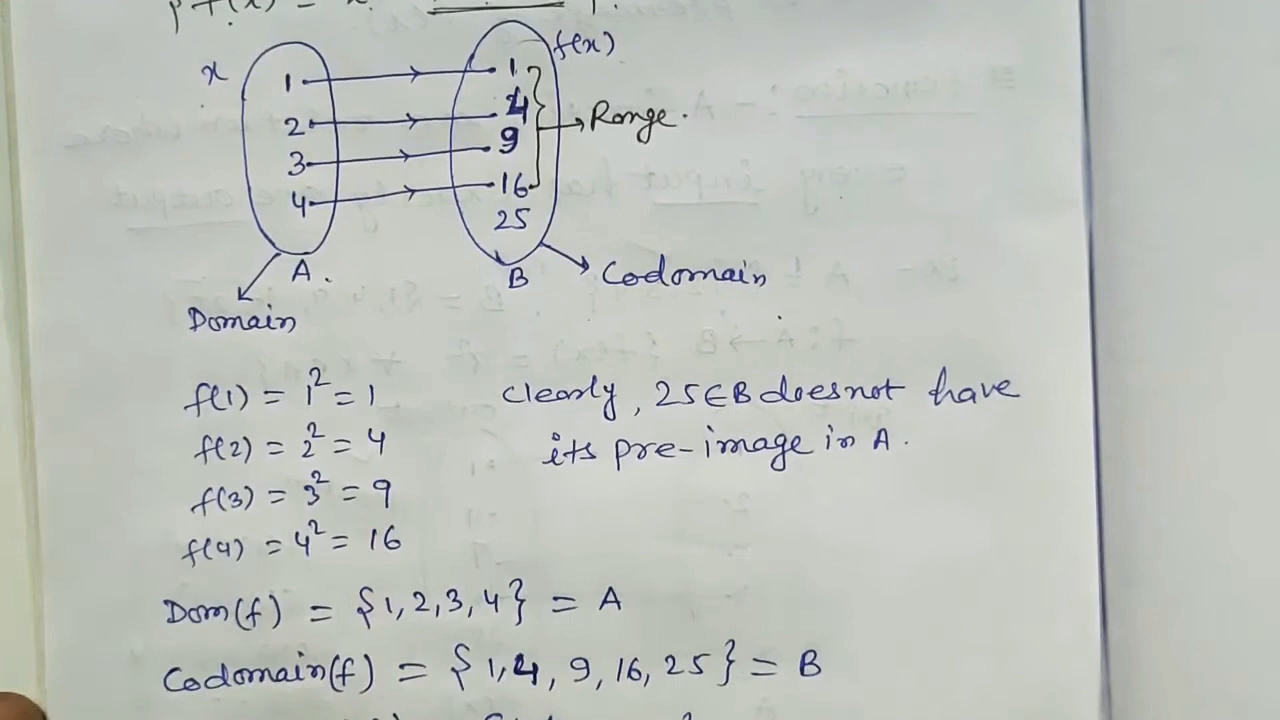 f(x)
x
1 1
2 4
3 9
4 16
25
Range.
A.
B
Codomain
Domain
f(1) = 1² = 1
f(2) = 2² = 4
f(3) = 3² = 9
f(4) = 4² = 16
Clearly, 25 ∈ B does not have
its pre-image in A.
Dom(f) = {1, 2, 3, 4} = A
Codomain(f) = {1, 4, 9, 16, 25} = B